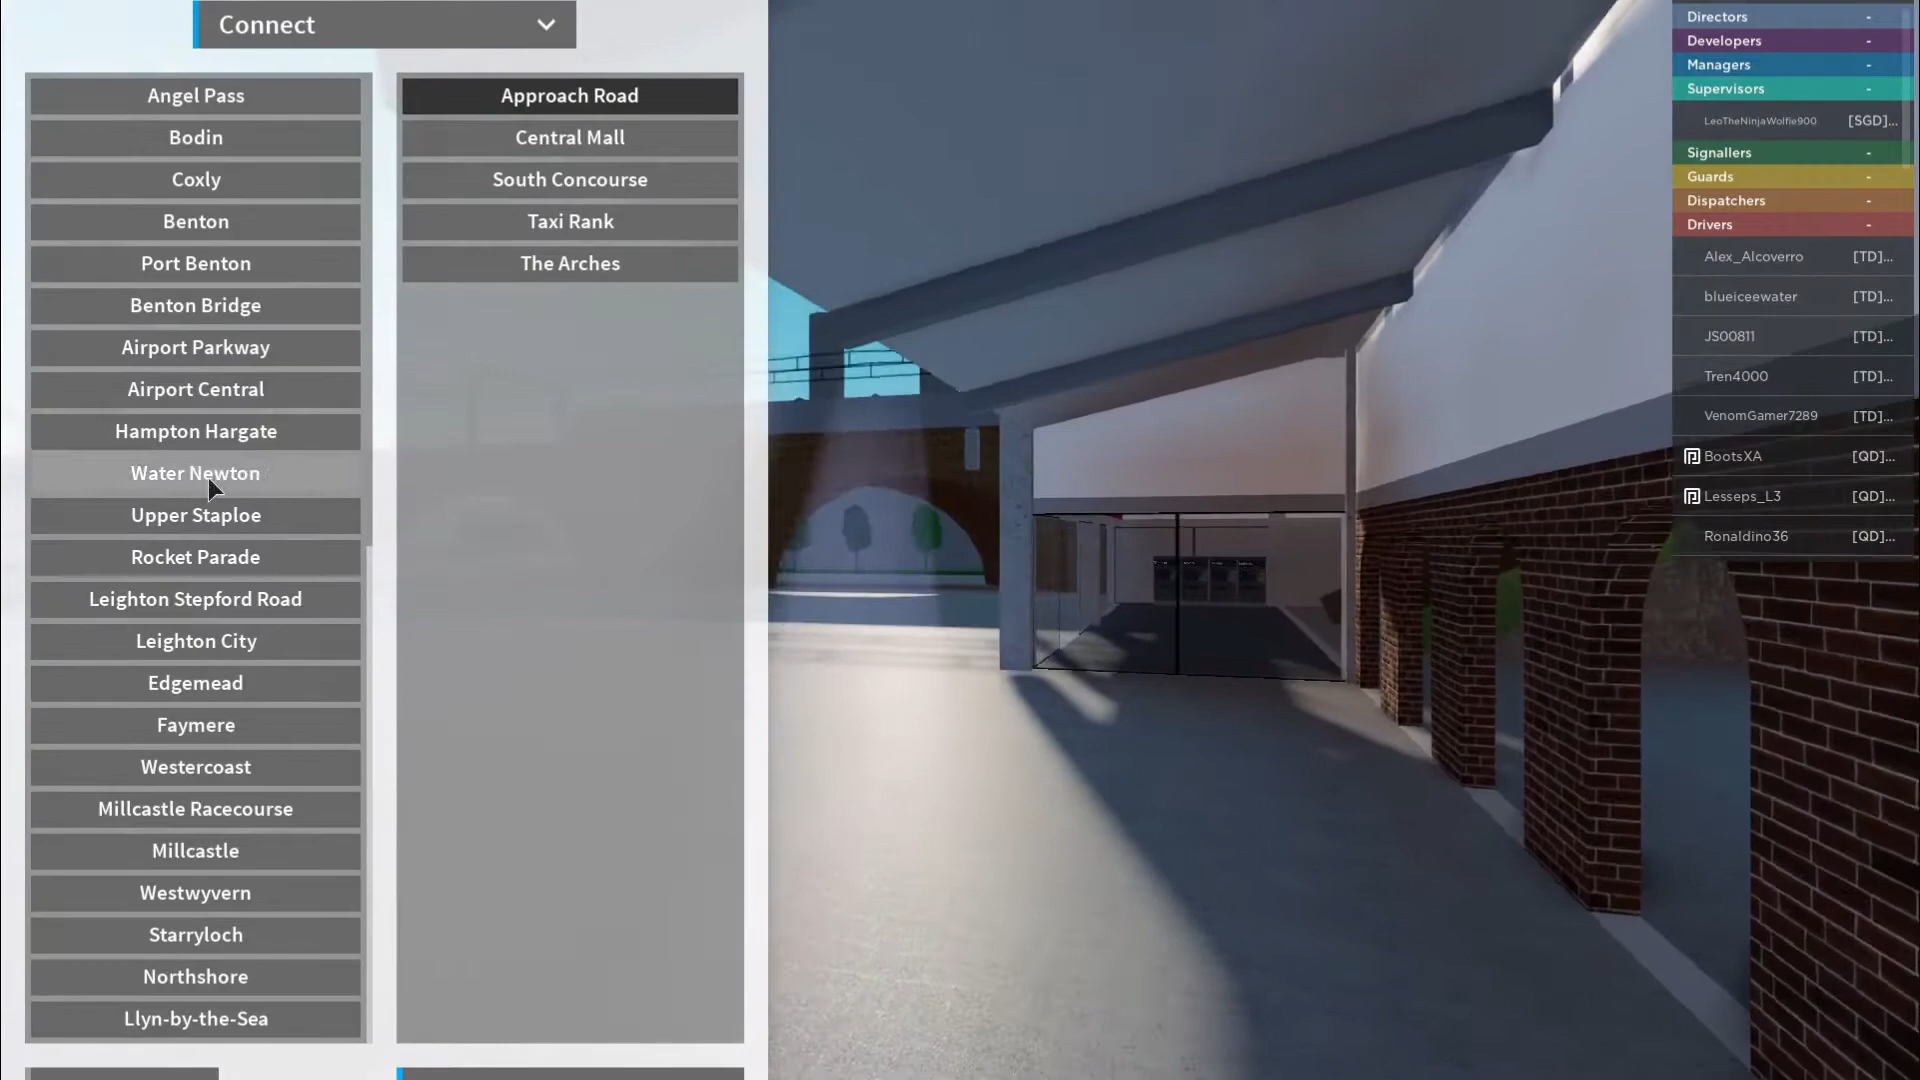 Connect
Angel Pass
Bodin
Coxly
Benton
Port Benton
Benton Bridge
Airport Parkway
Airport Central
Hampton Hargate
Water Newton
Upper Staploe
Rocket Parade
Leighton Stepford Road
Leighton City
Edgemead
Faymere
Westercoast
Millcastle Racecourse
Millcastle
Westwyvern
Starryloch
Northshore
Llyn-by-the-Sea
Approach Road
Central Mall
South Concourse
Taxi Rank
The Arches
Directors -
Developers -
Managers -
Supervisors -
LeoTheNinjaWolfie900 [SGD]...
Signallers -
Guards -
Dispatchers -
Drivers -
Alex_Alcoverro [TD]...
blueiceewater [TD]...
JS00811 [TD]...
Tren4000 [TD]...
VenomGamer7289 [TD]...
BootsXA [QD]...
Lesseps_L3 [QD]...
Ronaldino36 [QD]...